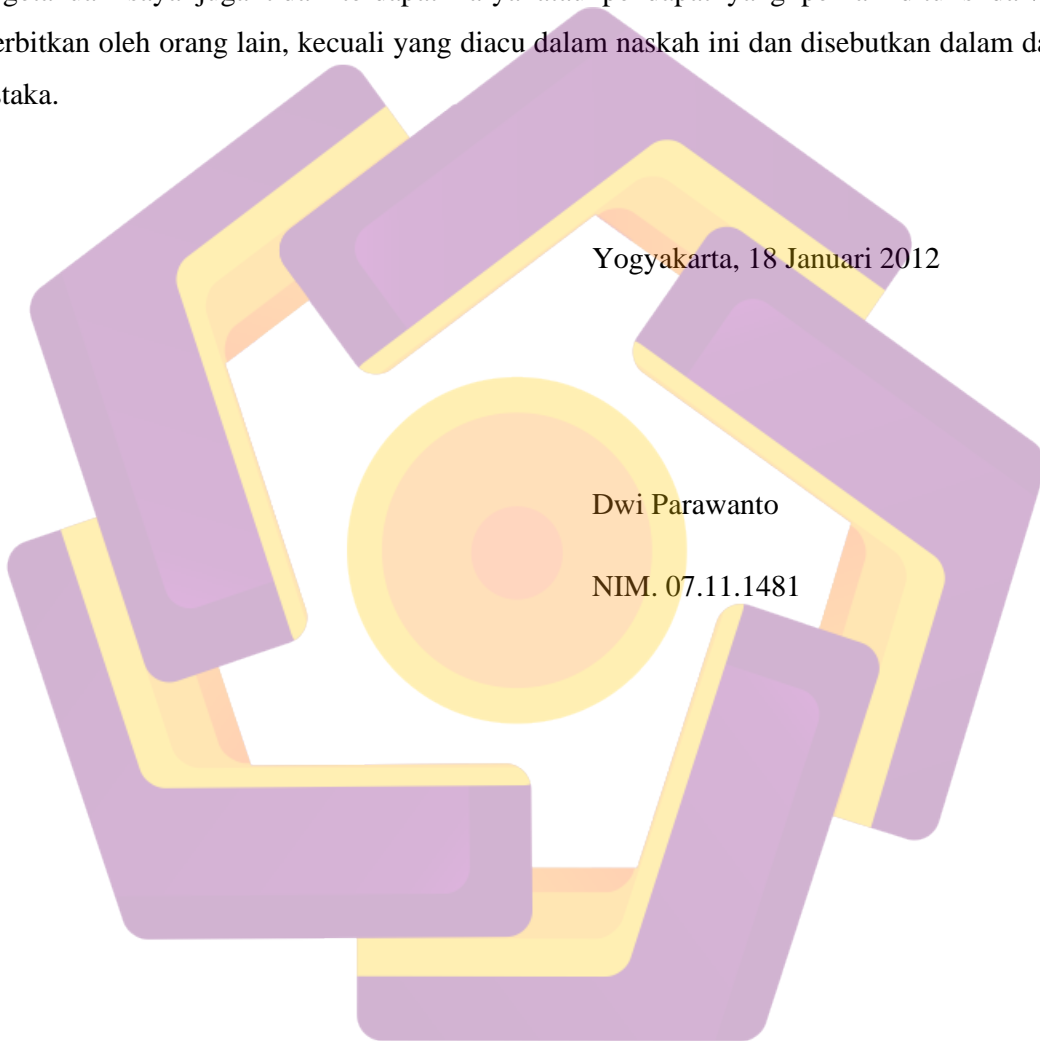 erbitkan oleh orang lain, kecuali yang diacu dalam naskah ini dan disebutkan dalam da
staka.
Yogyakarta, 18 Januari 2012
Dwi Parawanto
NIM. 07.11.1481